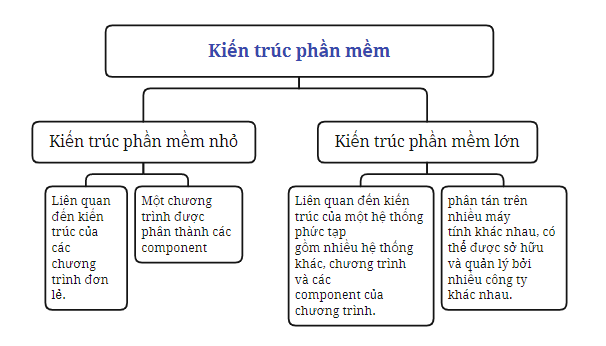 Kiến trúc phần mềm
Kiến trúc phần mềm nhỏ
Kiến trúc phần mềm lớn
Liên quan
đến kiến
trúc của
các
chương
trình đơn
lẻ.
Một chương
trình được
phân thành các
component
Liên quan đến kiến
trúc của một hệ thống
phức tạp
gồm nhiều hệ thống
khác, chương trình
và các
component của
chương trình.
phân tán trên
nhiều máy
tính khác nhau, có
thể được sở hữu
và quản lý bởi
nhiều công ty
khác nhau.